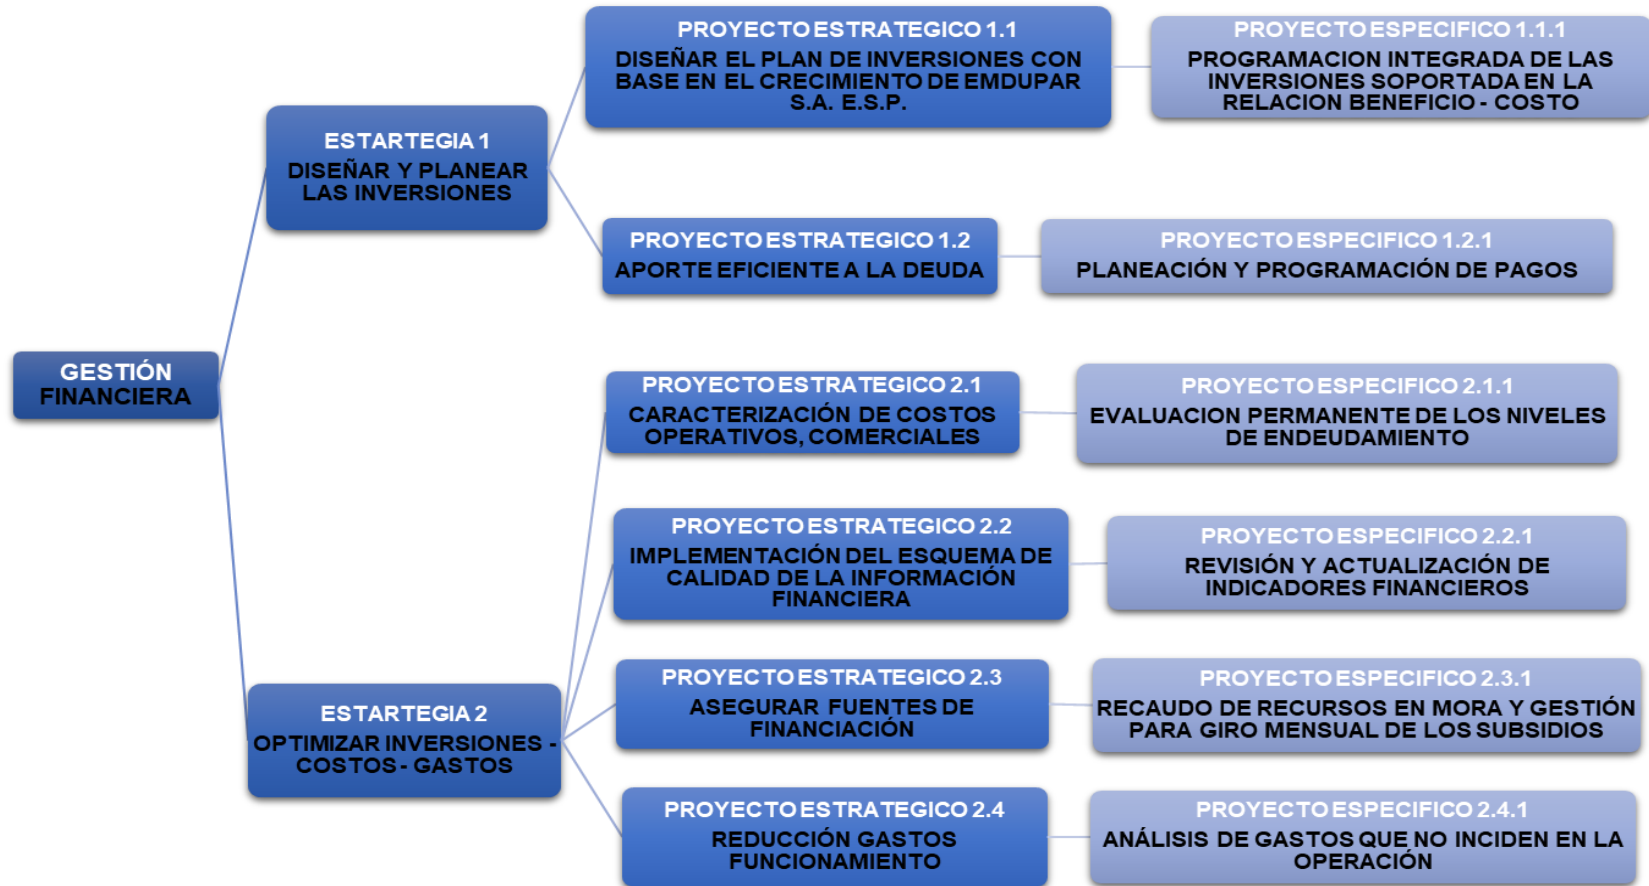 GESTIÓN
FINANCIERA
ESTARTEGIA 1
DISEÑAR Y PLANEAR
LAS INVERSIONES
PROYECTO ESTRATEGICO 1.1
DISEÑAR EL PLAN DE INVERSIONES CON
BASE EN EL CRECIMIENTO DE EMDUPAR
S.A. E.S.P.
PROYECTO ESPECIFICO 1.1.1
PROGRAMACION INTEGRADA DE LAS
INVERSIONES SOPORTADA EN LA
RELACION BENEFICIO - COSTO
PROYECTO ESTRATEGICO 1.2
APORTE EFICIENTE A LA DEUDA
PROYECTO ESPECIFICO 1.2.1
PLANEACIÓN Y PROGRAMACIÓN DE PAGOS
ESTARTEGIA 2
OPTIMIZAR INVERSIONES -
COSTOS - GASTOS
PROYECTO ESTRATEGICO 2.1
CARACTERIZACIÓN DE COSTOS
OPERATIVOS, COMERCIALES
PROYECTO ESPECIFICO 2.1.1
EVALUACION PERMANENTE DE LOS NIVELES
DE ENDEUDAMIENTO
PROYECTO ESTRATEGICO 2.2
IMPLEMENTACIÓN DEL ESQUEMA DE
CALIDAD DE LA INFORMACIÓN
FINANCIERA
PROYECTO ESPECIFICO 2.2.1
REVISIÓN Y ACTUALIZACIÓN DE
INDICADORES FINANCIEROS
PROYECTO ESTRATEGICO 2.3
ASEGURAR FUENTES DE
FINANCIACIÓN
PROYECTO ESPECIFICO 2.3.1
RECAUDO DE RECURSOS EN MORA Y GESTIÓN
PARA GIRO MENSUAL DE LOS SUBSIDIOS
PROYECTO ESTRATEGICO 2.4
REDUCCIÓN GASTOS
FUNCIONAMIENTO
PROYECTO ESPECIFICO 2.4.1
ANÁLISIS DE GASTOS QUE NO INCIDEN EN LA
OPERACIÓN